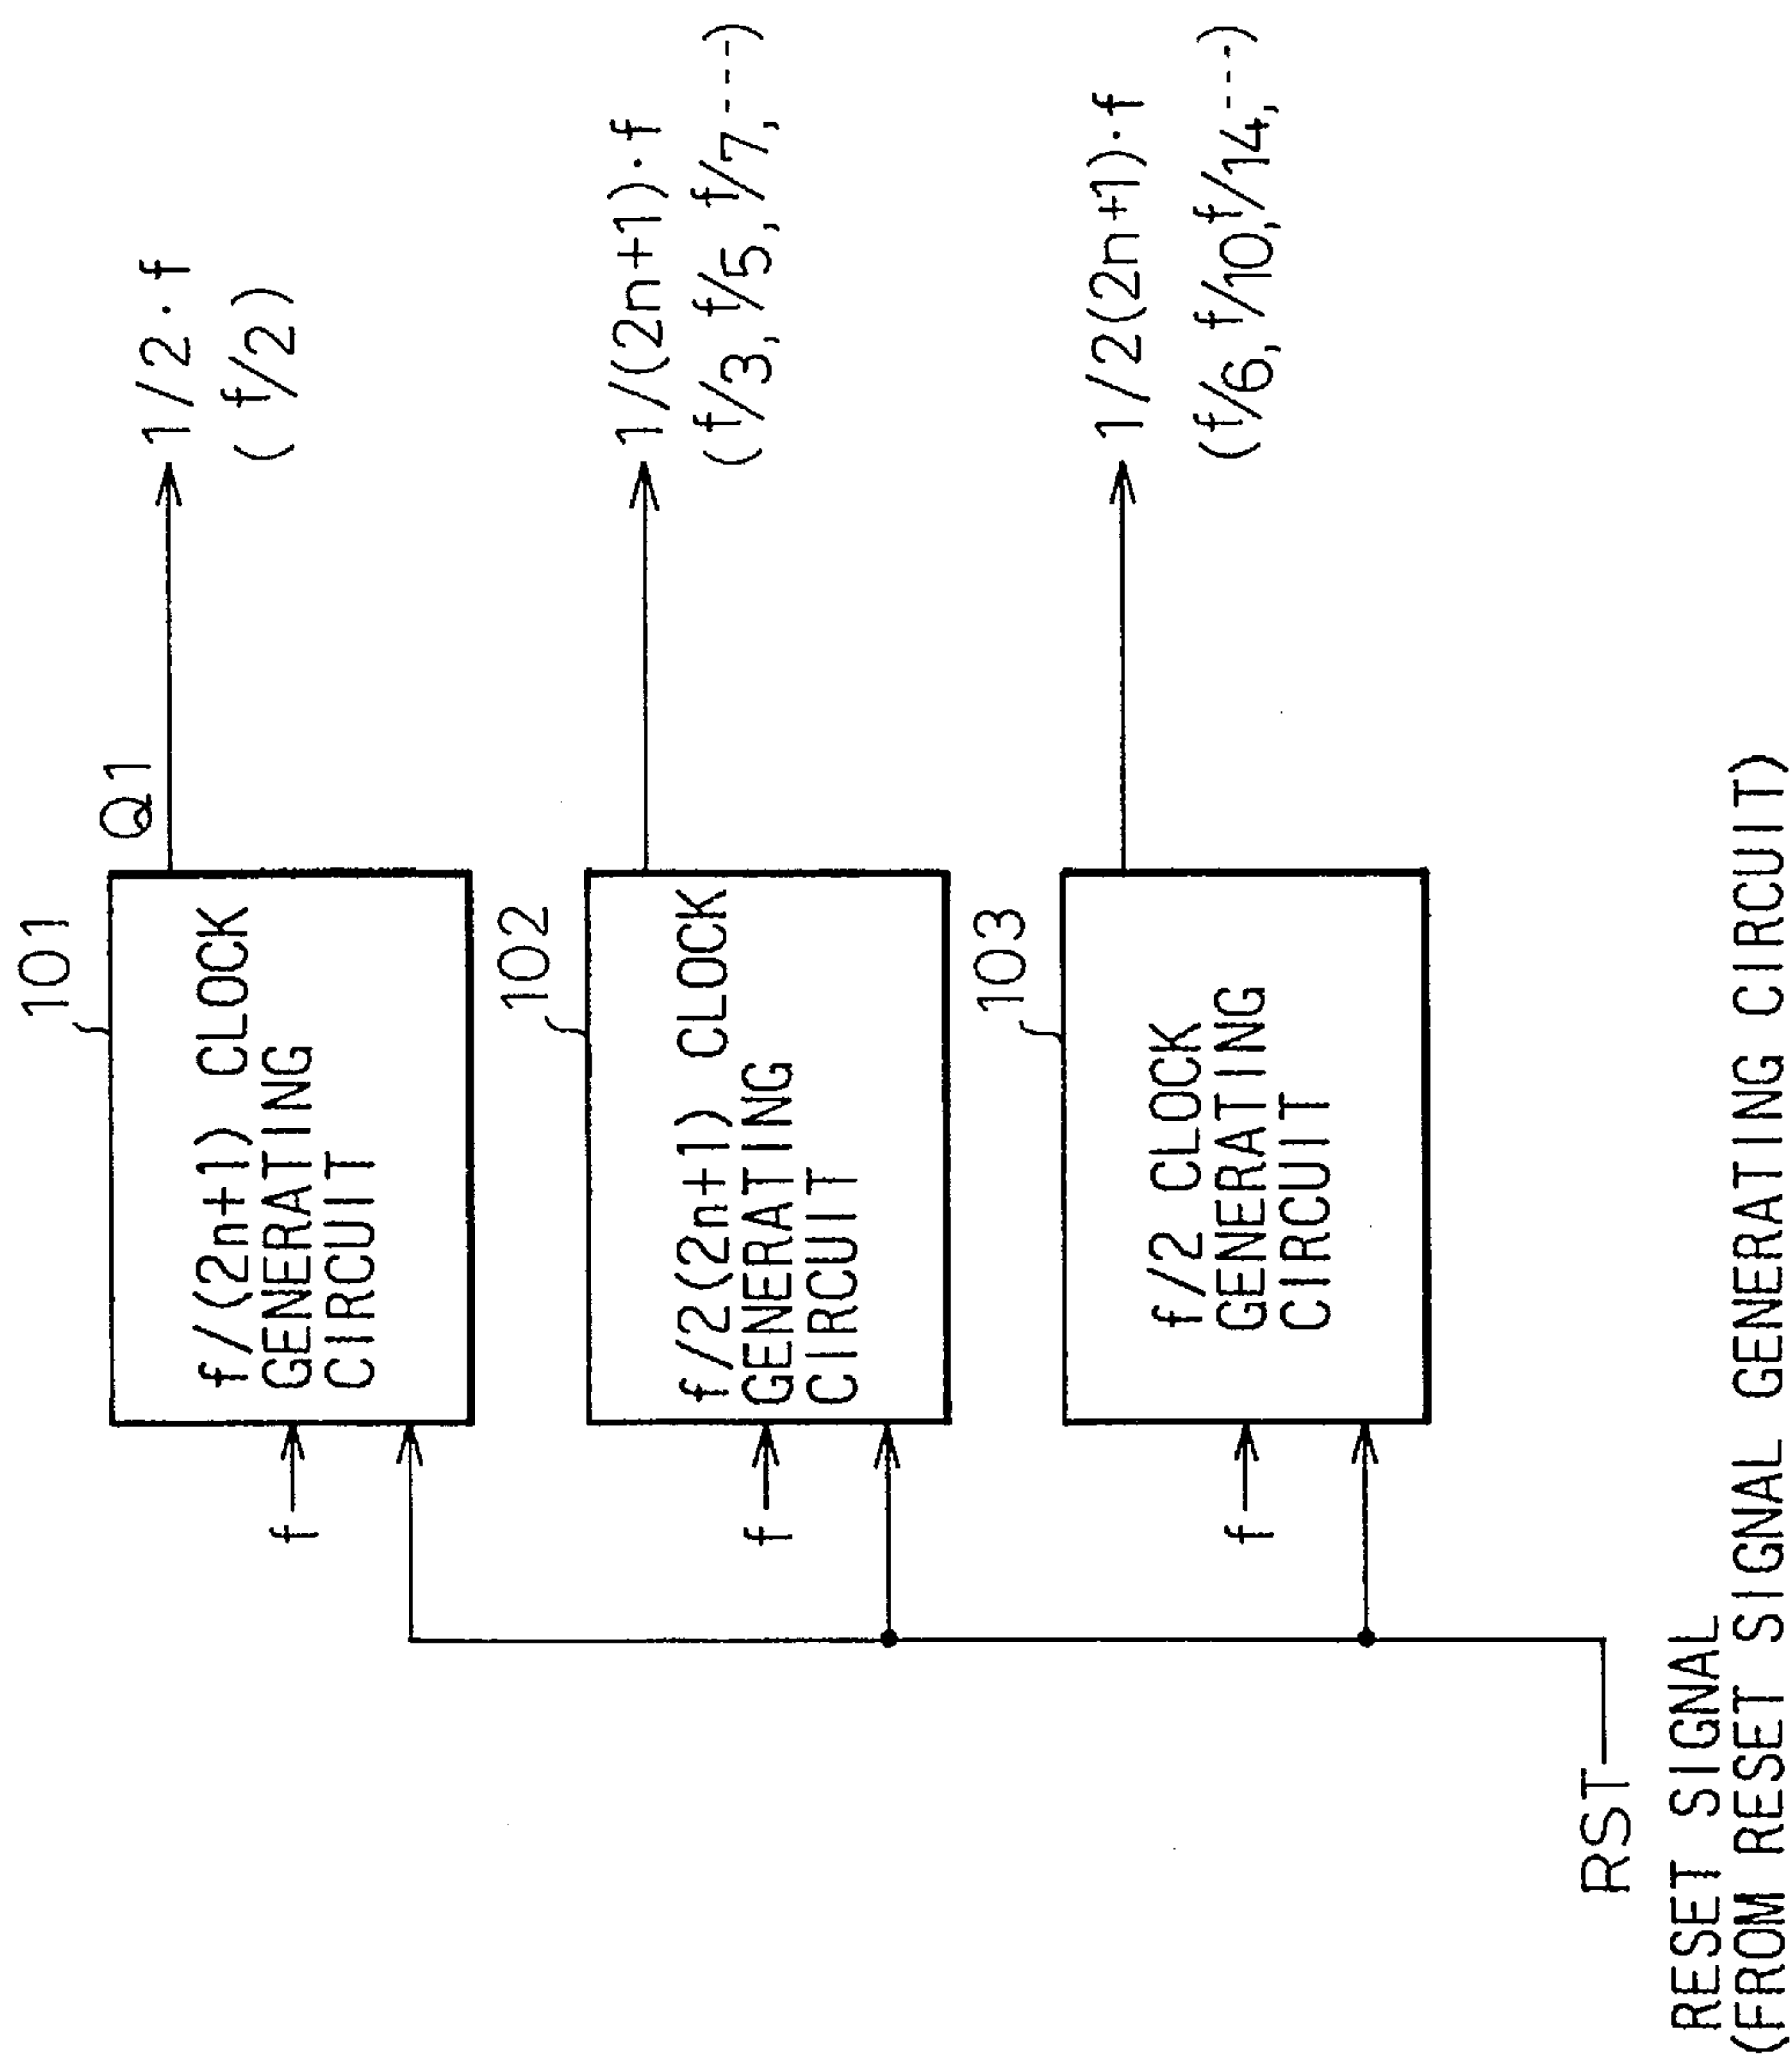 101
f/(2n+1) CLOCK
GENERATING
CIRCUIT
f
Q1
1/2·f
(f/2)
102
f/2(2n+1) CLOCK
GENERATING
CIRCUIT
f
1/(2n+1)·f
(f/3, f/5, f/7, ---)
103
f/2 CLOCK
GENERATING
CIRCUIT
f
1/2(2n+1)·f
(f/6, f/10, f/14, ---)
RST
RESET SIGNAL
(FROM RESET SIGNAL GENERATING CIRCUIT)